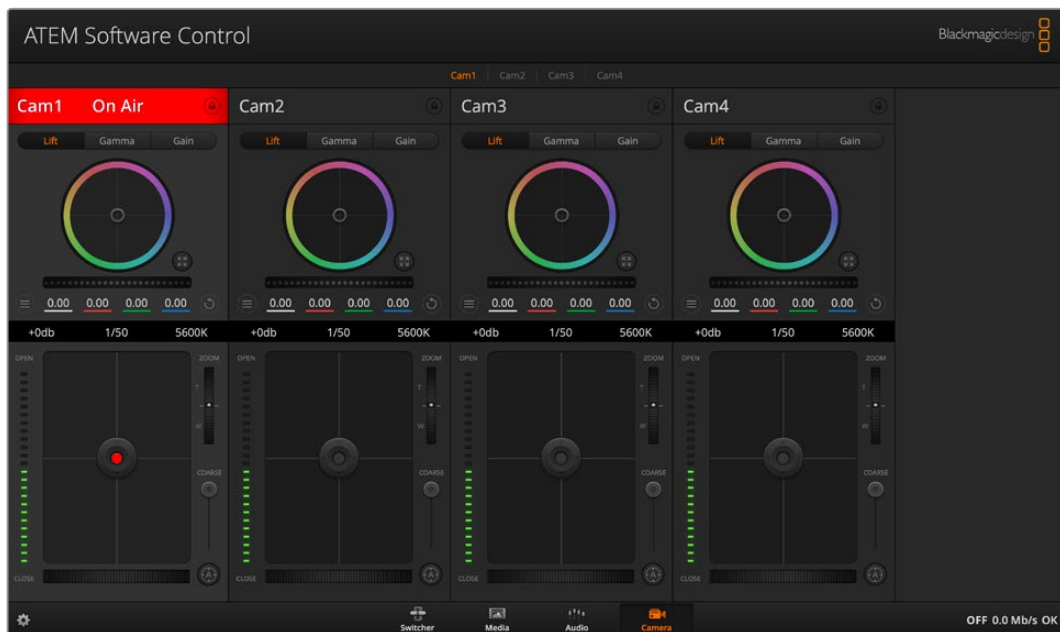 ATEM Software Control
Blackmagicdesign
Cam1 Cam2 Cam3 Cam4
Cam1 On Air Cam2 Cam3 Cam4
Lift Gamma Gain Lift Gamma Gain Lift Gamma Gain Lift Gamma Gain
0.00 0.00 0.00 0.00 0.00 0.00 0.00 0.00 0.00 0.00 0.00 0.00 0.00 0.00 0.00 0.00
+0db 1/50 5600K +0db 1/50 5600K +0db 1/50 5600K +0db 1/50 5600K
OPEN ZOOM OPEN ZOOM OPEN ZOOM OPEN ZOOM
T T T T
W W W W
COARSE COARSE COARSE COARSE
CLOSE A CLOSE A CLOSE A CLOSE A
Switcher Media Audio Camera
OFF 0.0 Mb/s OK